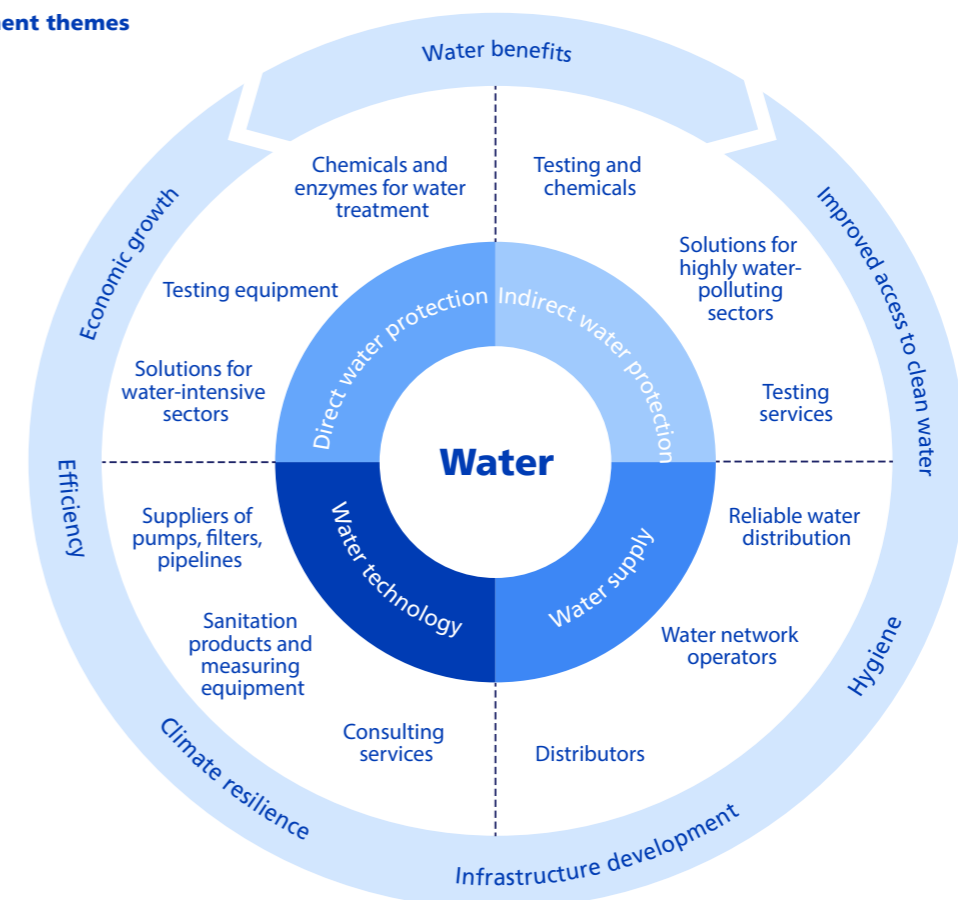 themes
Water benefits
Chemicals and
enzymes for water
treatment
Testing and
chemicals
Economic growth
Improved access to clean water
Testing equipment
Solutions for
highly water-
polluting
sectors
Direct water protection
Indirect water protection
Solutions for
water-intensive
sectors
Testing
services
Water
Efficiency
Suppliers of
pumps, filters,
pipelines
Water technology
Water supply
Reliable water
distribution
Sanitation
products and
measuring
equipment
Water network
operators
Hygiene
Consulting
services
Distributors
Climate resilience
Infrastructure development